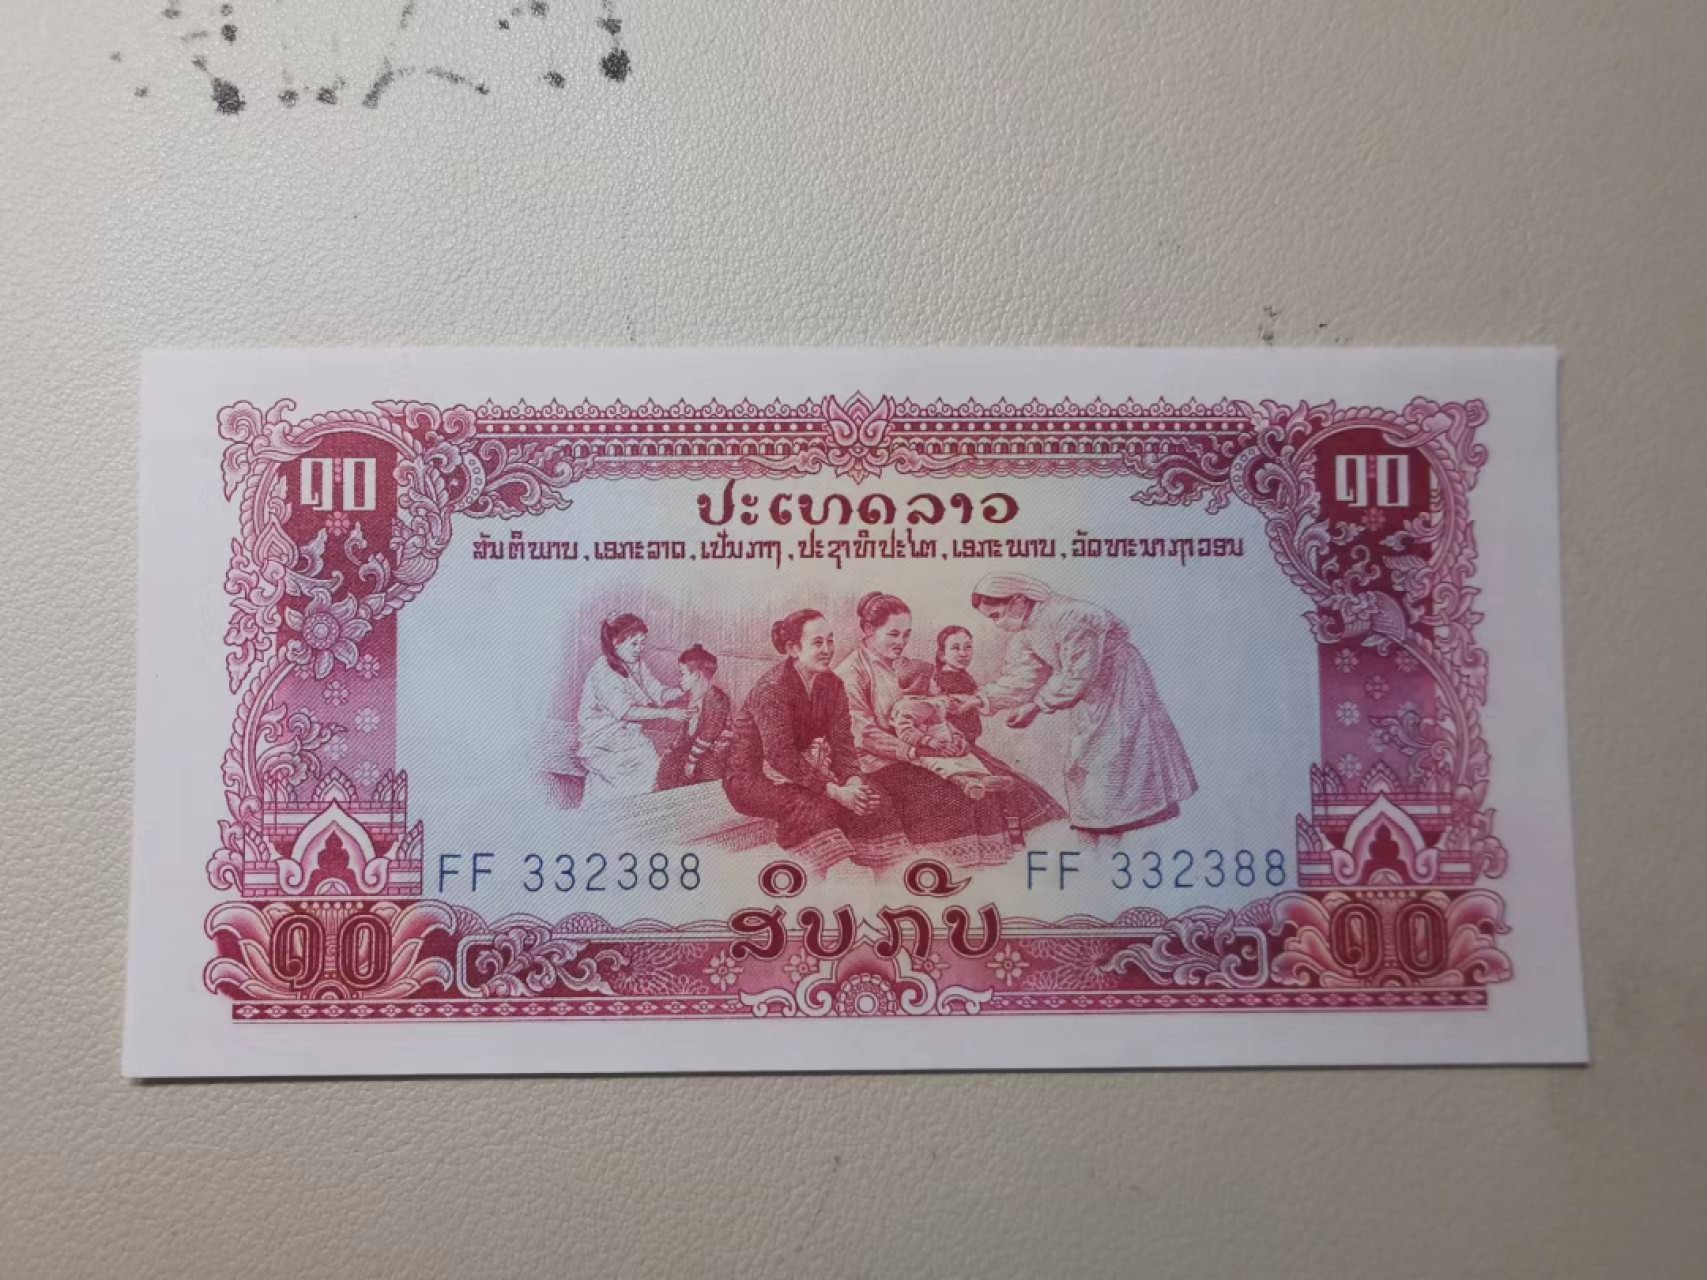 ໑໐ ໑໐
ປະເທດລາວ
ສັນຕິພາບ, ເອກະລາດ, ເປັນກາງ, ປະຊາທິປະໄຕ, ເອກະພາບ, ວັດທະນາຖາວອນ
FF 332388 FF 332388
ສິບກີບ
໑໐ ໑໐